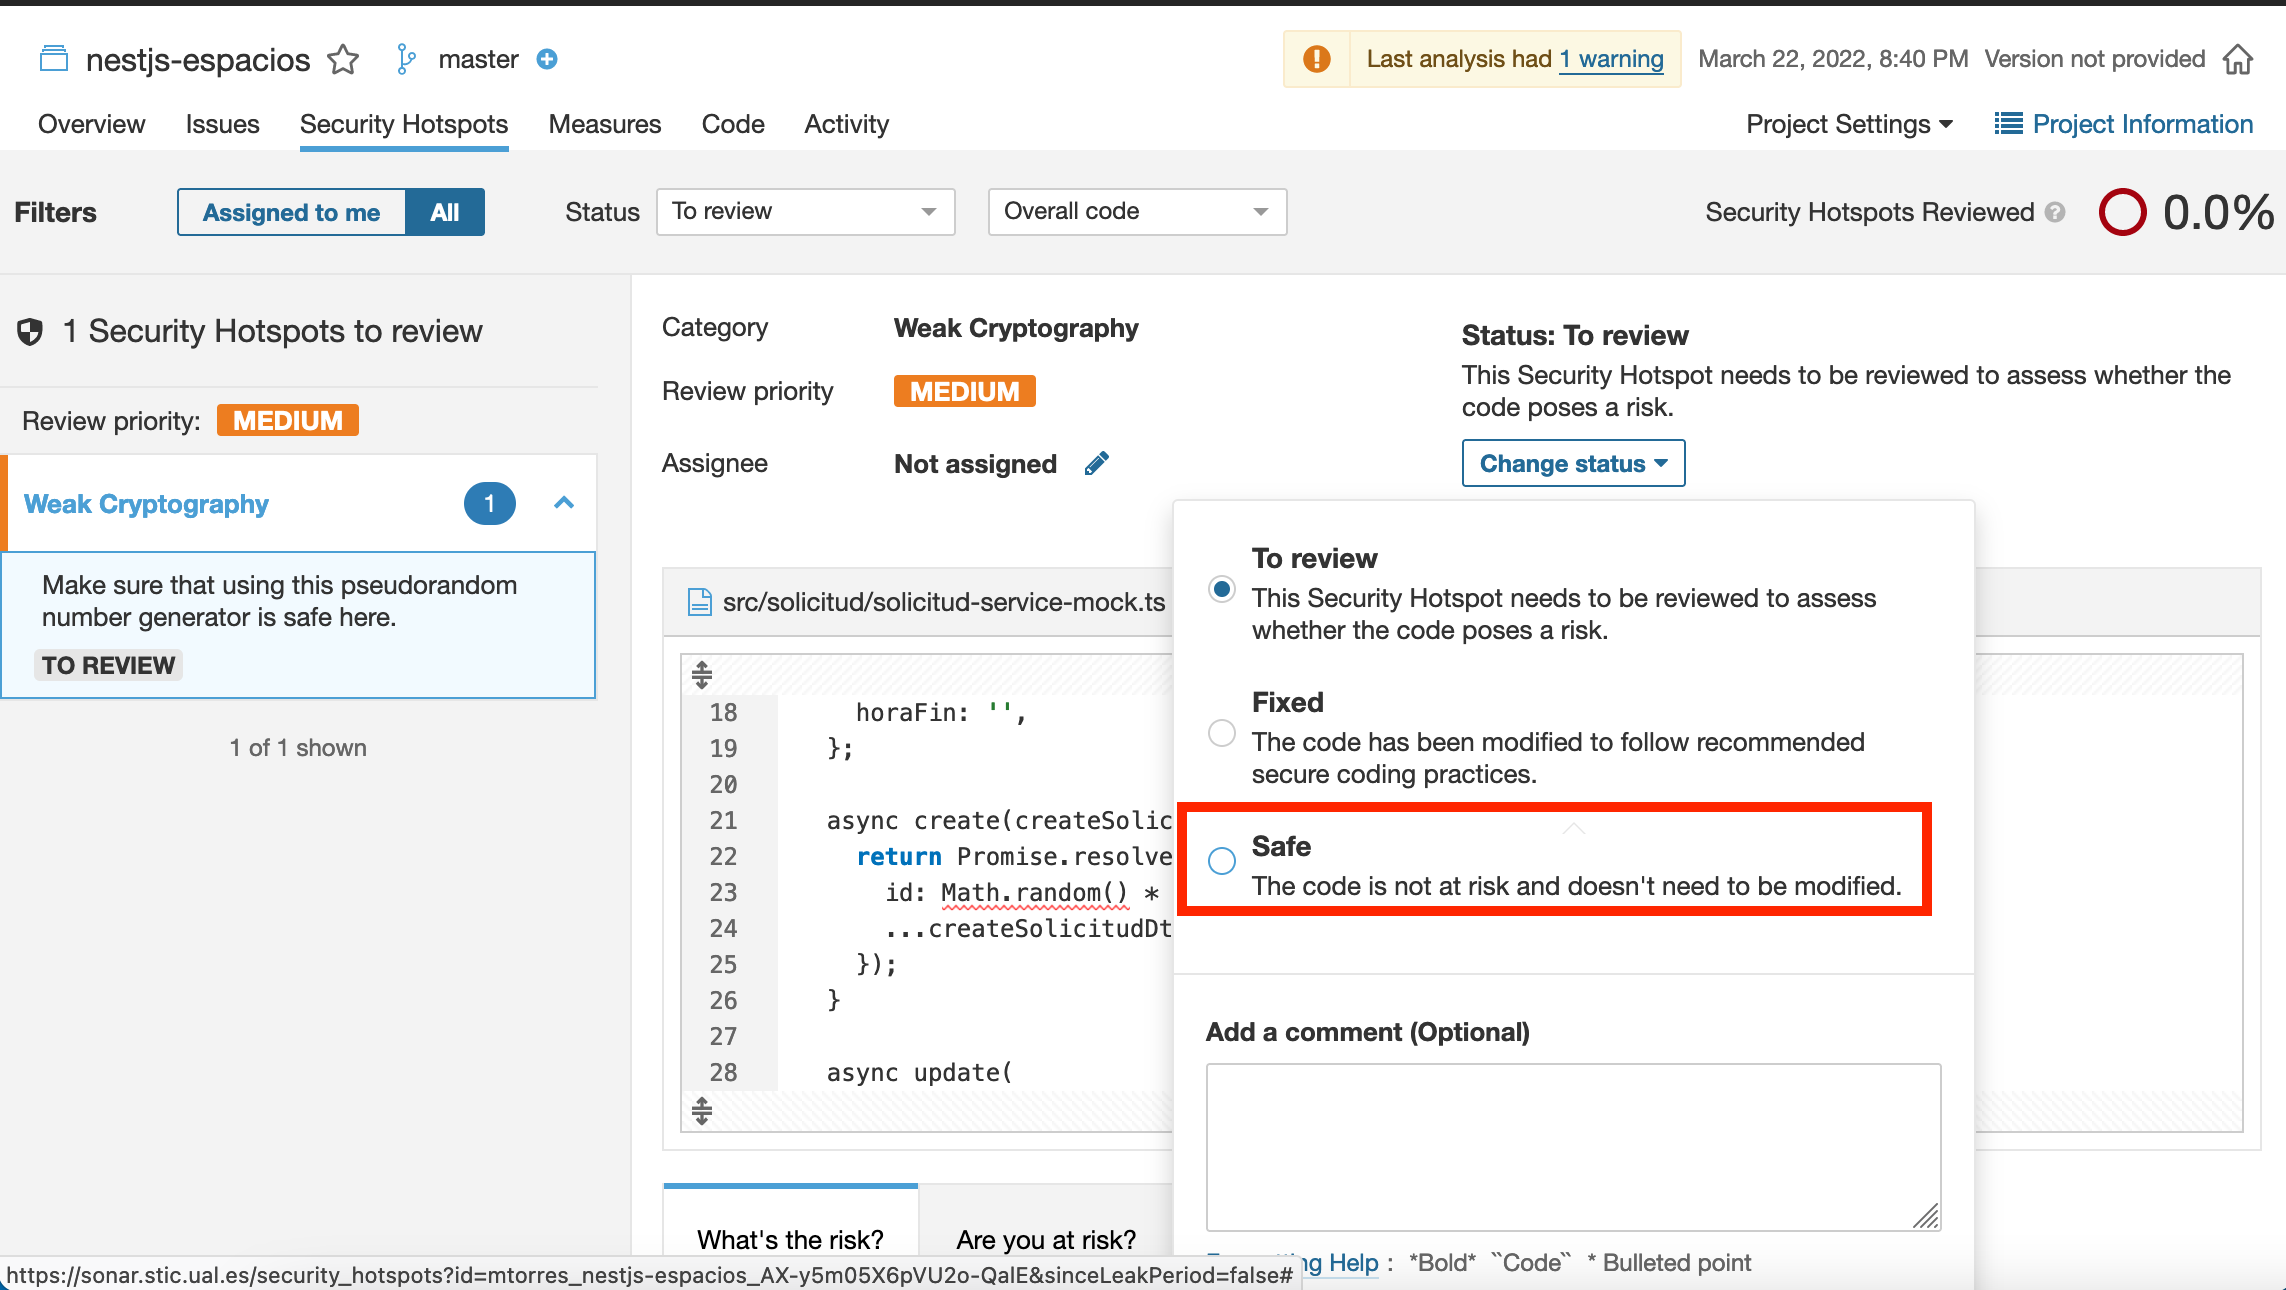 nestjs-espacios master
Last analysis had 1 warning March 22, 2022, 8:40 PM Version not provided
Overview Issues Security Hotspots Measures Code Activity
Project Settings Project Information
Filters Assigned to me All Status To review Overall code
Security Hotspots Reviewed ? 0.0%
1 Security Hotspots to review
Review priority: MEDIUM
Weak Cryptography 1
Make sure that using this pseudorandom
number generator is safe here.
TO REVIEW
1 of 1 shown
Category Weak Cryptography
Review priority MEDIUM
Assignee Not assigned
Status: To review
This Security Hotspot needs to be reviewed to assess whether the
code poses a risk.
Change status
src/solicitud/solicitud-service-mock.ts
18 horaFin: '',
19 };
20
21 async create(createSolic
22 return Promise.resolve
23 id: Math.random() *
24 ...createSolicitudDt
25 });
26 }
27
28 async update(
To review
This Security Hotspot needs to be reviewed to assess
whether the code poses a risk.
Fixed
The code has been modified to follow recommended
secure coding practices.
Safe
The code is not at risk and doesn't need to be modified.
Add a comment (Optional)
ng Help : *Bold* ``Code`` * Bulleted point
What's the risk? Are you at risk?
https://sonar.stic.ual.es/security_hotspots?id=mtorres_nestjs-espacios_AX-y5m05X6pVU2o-QalE&sinceLeakPeriod=false#